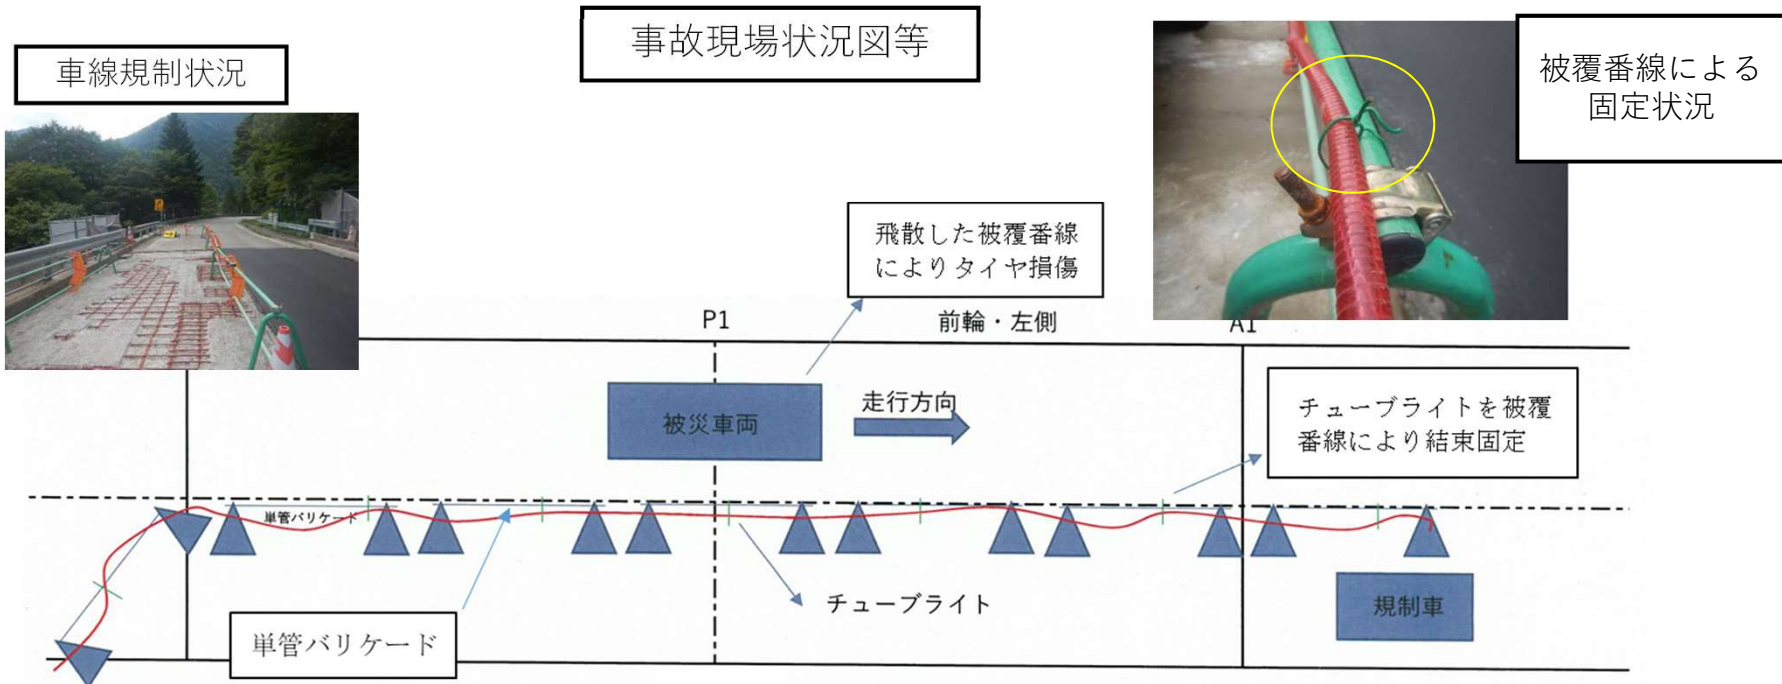 事故現場状況図等
車線規制状況
被覆番線による
固定状況
飛散した被覆番線
によりタイヤ損傷
P1
前輪・左側
A1
被災車両
走行方向
チューブライトを被覆
番線により結束固定
単管バリケード
単管バリケード
チューブライト
規制車